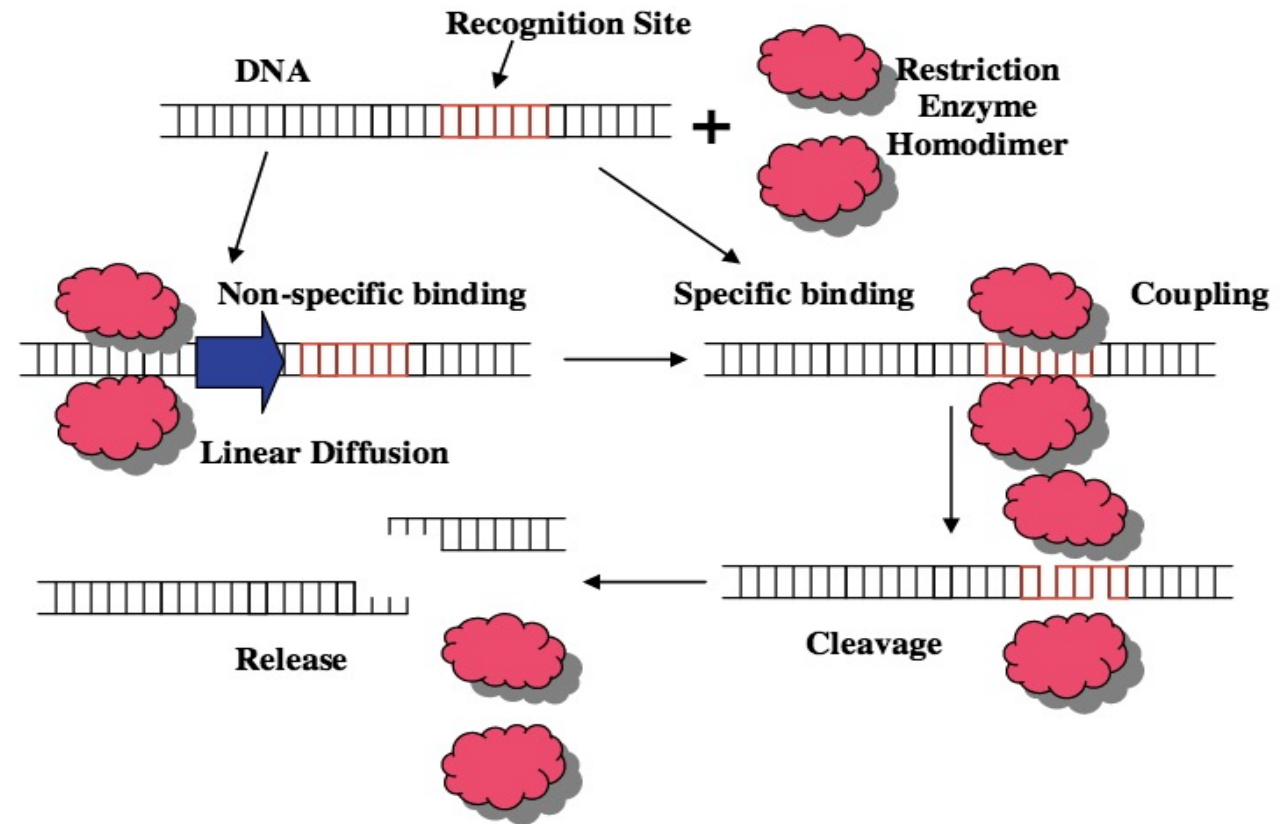 Recognition Site
DNA
+
Restriction
Enzyme
Homodimer
Non-specific binding
Specific binding
Coupling
Linear Diffusion
Cleavage
Release